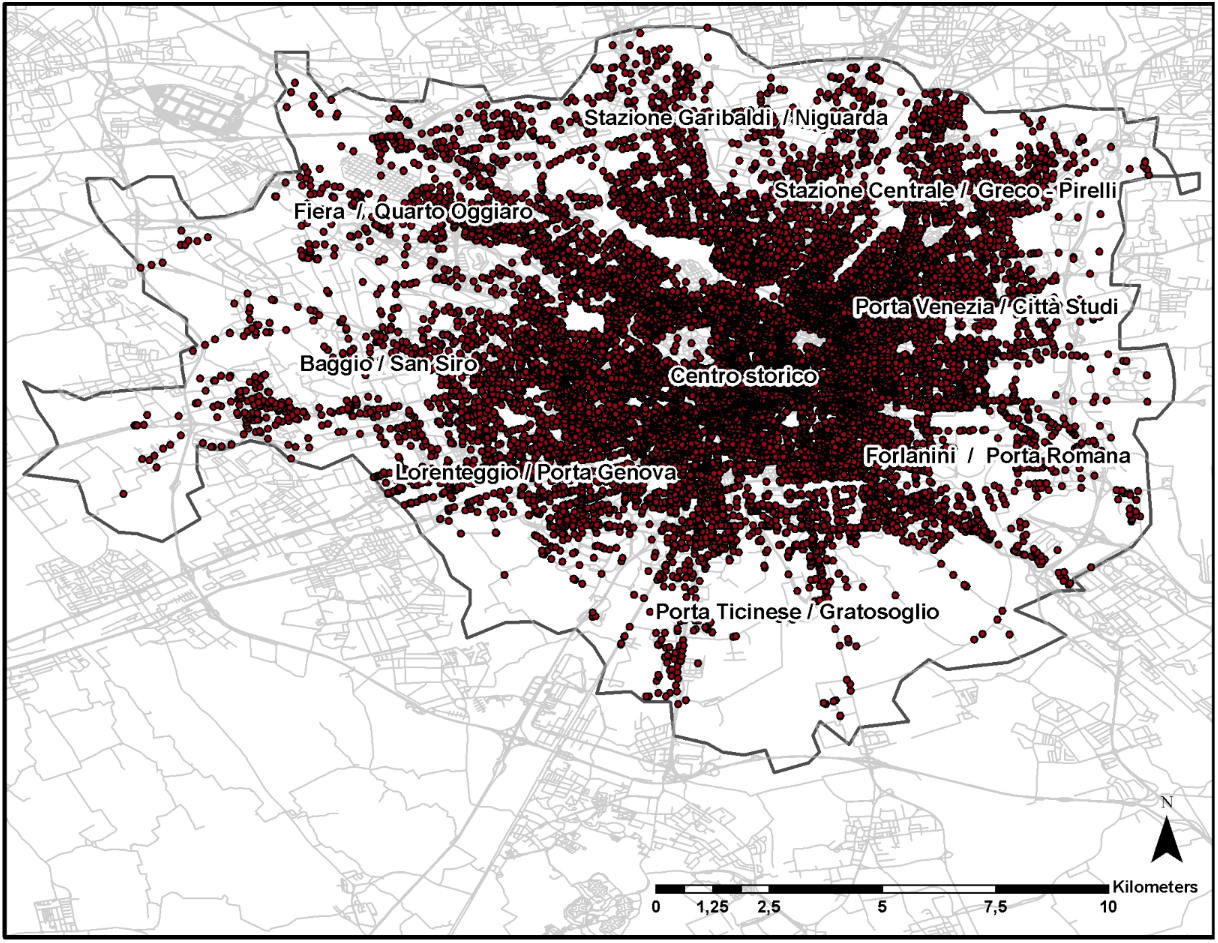 Stazione Garibaldi / Niguarda
Stazione Centrale / Greco - Pirelli
Fiera / Quarto Oggiaro
Porta Venezia / Città Studi
Baggio / San Siro
Centro storico
Forlanini / Porta Romana
Lorenteggio / Porta Genova
Porta Ticinese / Gratosoglio
N
Kilometers
0 1,25 2,5 5 7,5 10